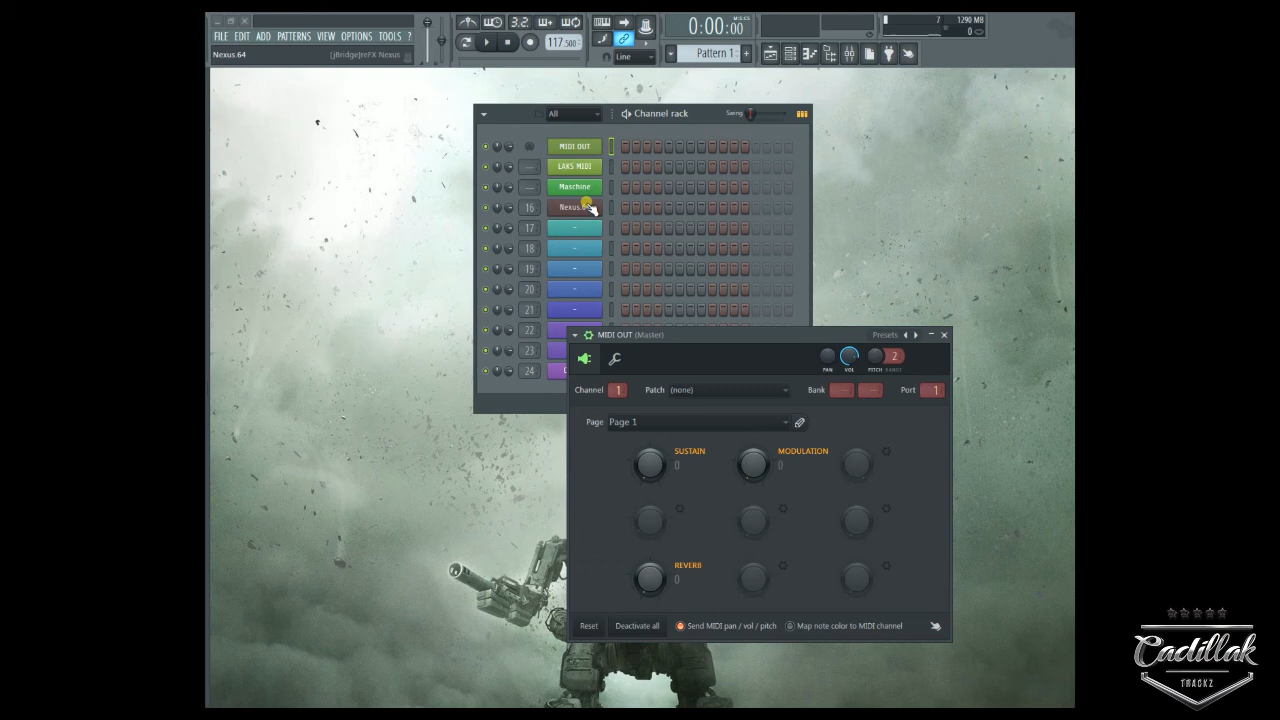 FILE EDIT ADD PATTERNS VIEW OPTIONS TOOLS ?
Nexus.64 [jBridge]reFX Nexus
3.2.
117.500
Line
0:00:00
M:S:CS
Pattern 1
7 1290 MB
0
All Channel rack Swing
MIDI OUT
LAKS MIDI
Maschine
16 Nexus.6
17 -
18 -
19 -
20 -
21 -
22
23
24
MIDI OUT (Master) Presets
2
PAN VOL PITCH RANGE
Channel 1 Patch (none) Bank --- --- Port 1
Page Page 1
SUSTAIN
0
MODULATION
0
REVERB
0
Reset Deactivate all Send MIDI pan / vol / pitch Map note color to MIDI channel
Cadillak
TRACKZ